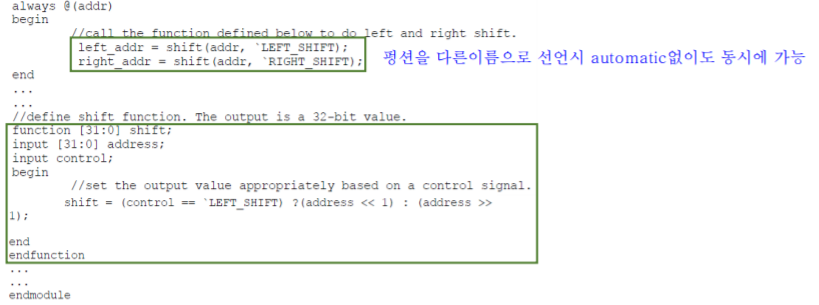 always @(addr)
begin
//call the function defined below to do left and right shift.
left_addr = shift(addr, `LEFT_SHIFT);
right_addr = shift(addr, `RIGHT_SHIFT);
펑션을 다른이름으로 선언시 automatic없이도 동시에 가능
end
...
...
//define shift function. The output is a 32-bit value.
function [31:0] shift;
input [31:0] address;
input control;
begin
//set the output value appropriately based on a control signal.
shift = (control == `LEFT_SHIFT) ?(address << 1) : (address >>
1);
end
endfunction
...
...
endmodule